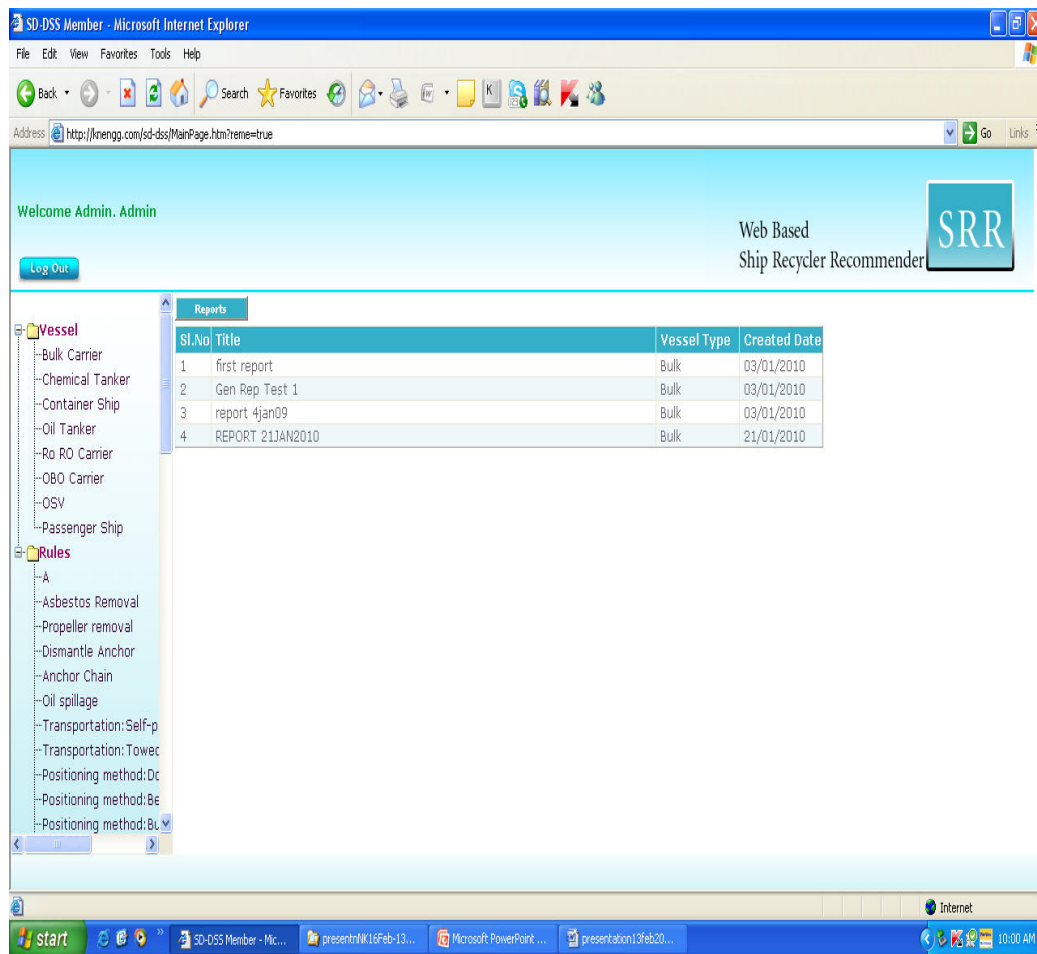 SD-DSS Member - Microsoft Internet Explorer
File Edit View Favorites Tools Help
Back Search Favorites
Address http://knengg.com/sd-dss/MainPage.htm?reme=true Go Links
Welcome Admin. Admin
Log Out
Web Based
Ship Recycler Recommender
SRR
Vessel
Bulk Carrier
Chemical Tanker
Container Ship
Oil Tanker
Ro RO Carrier
OBO Carrier
OSV
Passenger Ship
Rules
A
Asbestos Removal
Propeller removal
Dismantle Anchor
Anchor Chain
Oil spillage
Transportation:Self-p
Transportation:Towed
Positioning method:Do
Positioning method:Be
Positioning method:Bu
Reports
Sl.No Title Vessel Type Created Date
1 first report Bulk 03/01/2010
2 Gen Rep Test 1 Bulk 03/01/2010
3 report 4jan09 Bulk 03/01/2010
4 REPORT 21JAN2010 Bulk 21/01/2010
Internet
start SD-DSS Member - Mic... presentnNK16Feb-13... Microsoft PowerPoint ... presentation13feb20... 10:00 AM